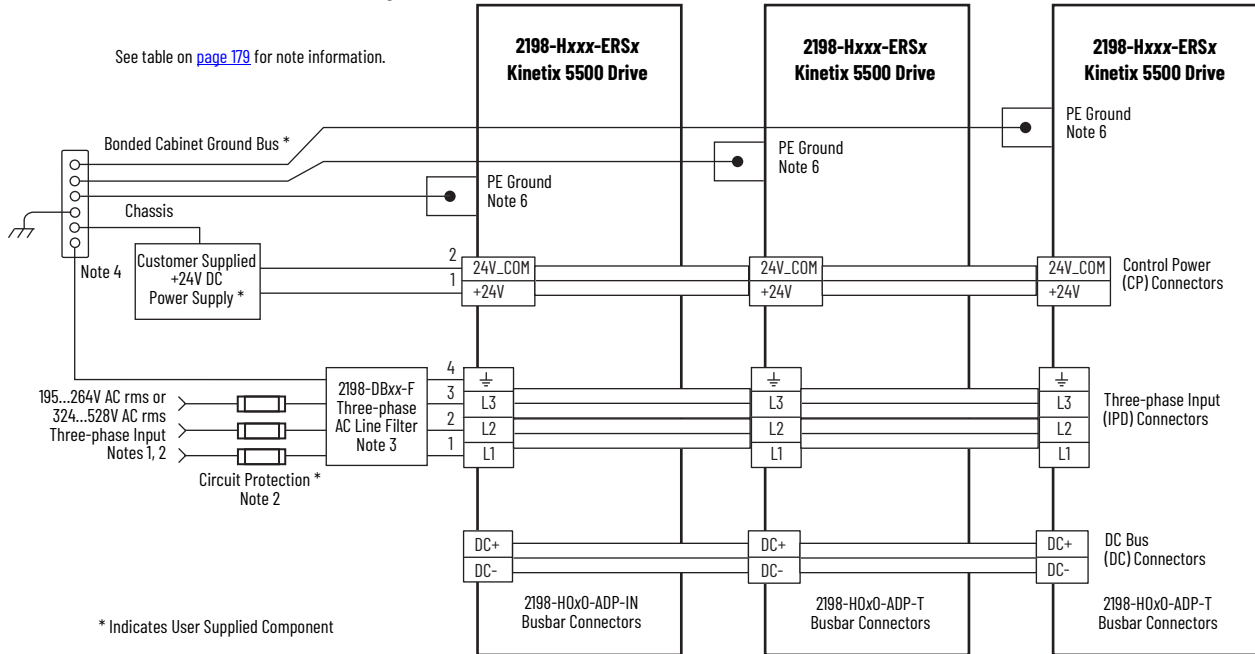 See table on page 179 for note information.
2198-Hxxx-ERSx
Kinetix 5500 Drive
2198-Hxxx-ERSx
Kinetix 5500 Drive
2198-Hxxx-ERSx
Kinetix 5500 Drive
Bonded Cabinet Ground Bus *
PE Ground
Note 6
PE Ground
Note 6
PE Ground
Note 6
Chassis
Note 4
Customer Supplied
+24V DC
Power Supply *
2
1
24V_COM
+24V
24V_COM
+24V
24V_COM
+24V
Control Power
(CP) Connectors
195...264V AC rms or
324...528V AC rms
Three-phase Input
Notes 1, 2
Circuit Protection *
Note 2
2198-DBxx-F
Three-phase
AC Line Filter
Note 3
4
3
2
1
L3
L2
L1
L3
L2
L1
L3
L2
L1
Three-phase Input
(IPD) Connectors
DC+
DC-
DC+
DC-
DC+
DC-
DC Bus
(DC) Connectors
2198-H0x0-ADP-IN
Busbar Connectors
2198-H0x0-ADP-T
Busbar Connectors
2198-H0x0-ADP-T
Busbar Connectors
* Indicates User Supplied Component